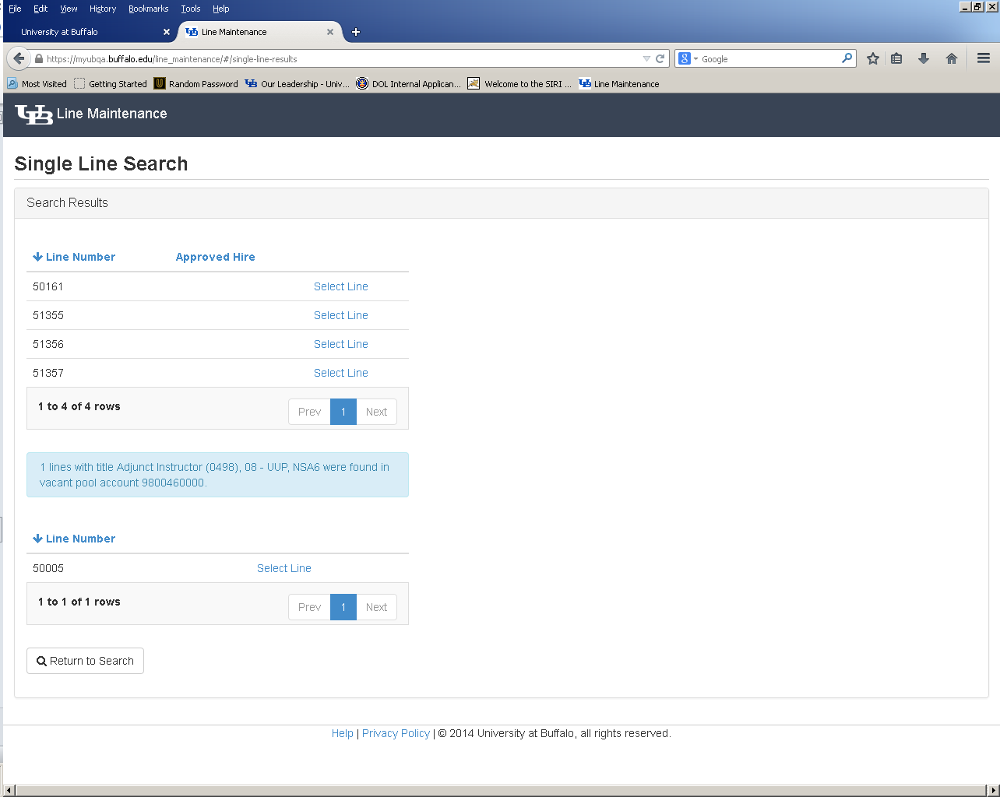 File Edit View History Bookmarks Tools Help
University at Buffalo
Line Maintenance
https://myubqa.buffalo.edu/line_maintenance/#/single-line-results
Google
Most Visited Getting Started Random Password Our Leadership - Univ... DOL Internal Applican... Welcome to the SIRI ... Line Maintenance
UB Line Maintenance
Single Line Search
Search Results
Line Number Approved Hire
50161 Select Line
51355 Select Line
51356 Select Line
51357 Select Line
1 to 4 of 4 rows Prev 1 Next
1 lines with title Adjunct Instructor (0498), 08 - UUP, NSA6 were found in
vacant pool account 9800460000.
Line Number
50005 Select Line
1 to 1 of 1 rows Prev 1 Next
Return to Search
Help | Privacy Policy | © 2014 University at Buffalo, all rights reserved.